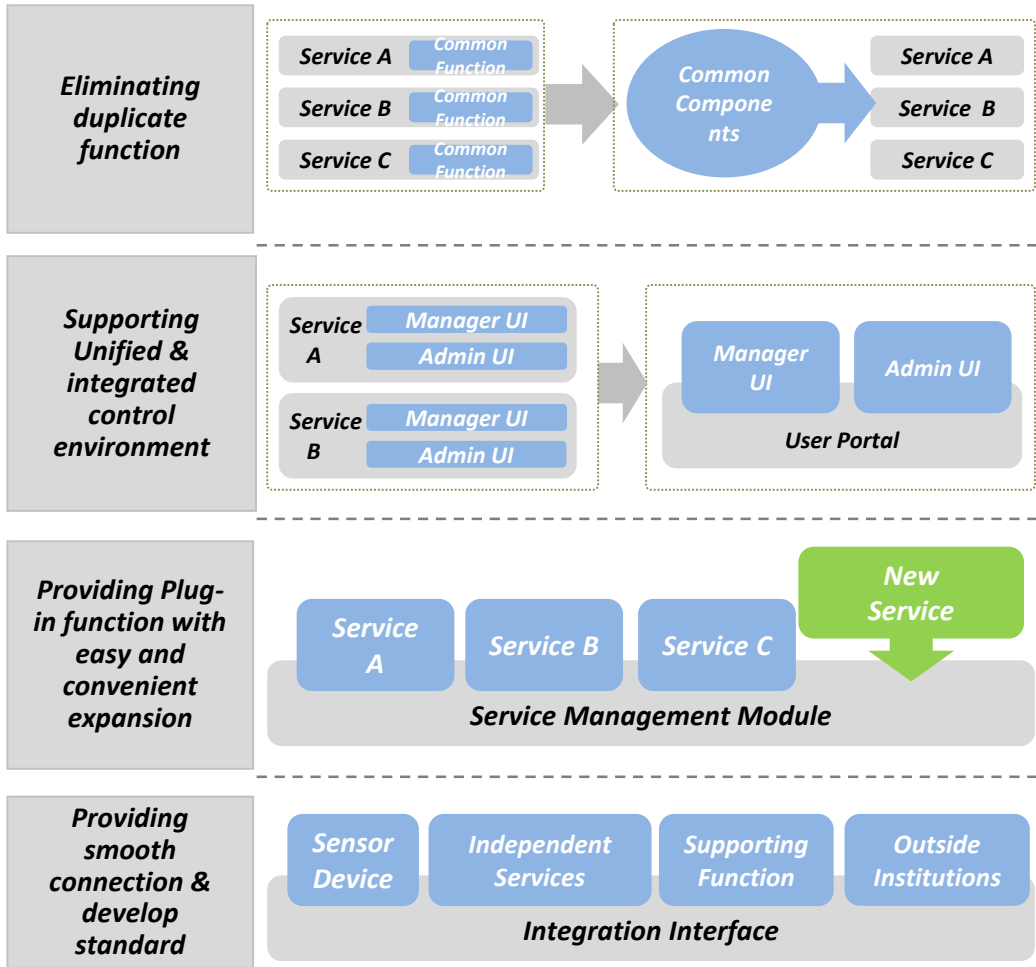 Eliminating
duplicate
function
Service A
Common
Function
Service B
Common
Function
Service C
Common
Function
Common
Compone
nts
Service A
Service B
Service C
Supporting
Unified &
integrated
control
environment
Service
A
Manager UI
Admin UI
Service
B
Manager UI
Admin UI
Manager
UI
Admin UI
User Portal
Providing Plug-
in function with
easy and
convenient
expansion
Service
A
Service B
Service C
New
Service
Service Management Module
Providing
smooth
connection &
develop
standard
Sensor
Device
Independent
Services
Supporting
Function
Outside
Institutions
Integration Interface